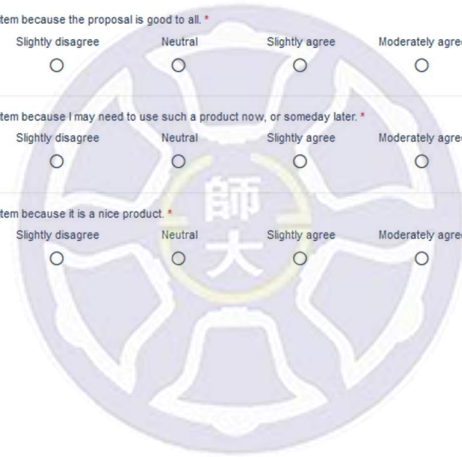 tem because the proposal is good to all. *
Slightly disagree Neutral Slightly agree Moderately agree
tem because I may need to use such a product now, or someday later. *
Slightly disagree Neutral Slightly agree Moderately agree
師
tem because it is a nice product. *
Slightly disagree Neutral Slightly agree Moderately agree
大